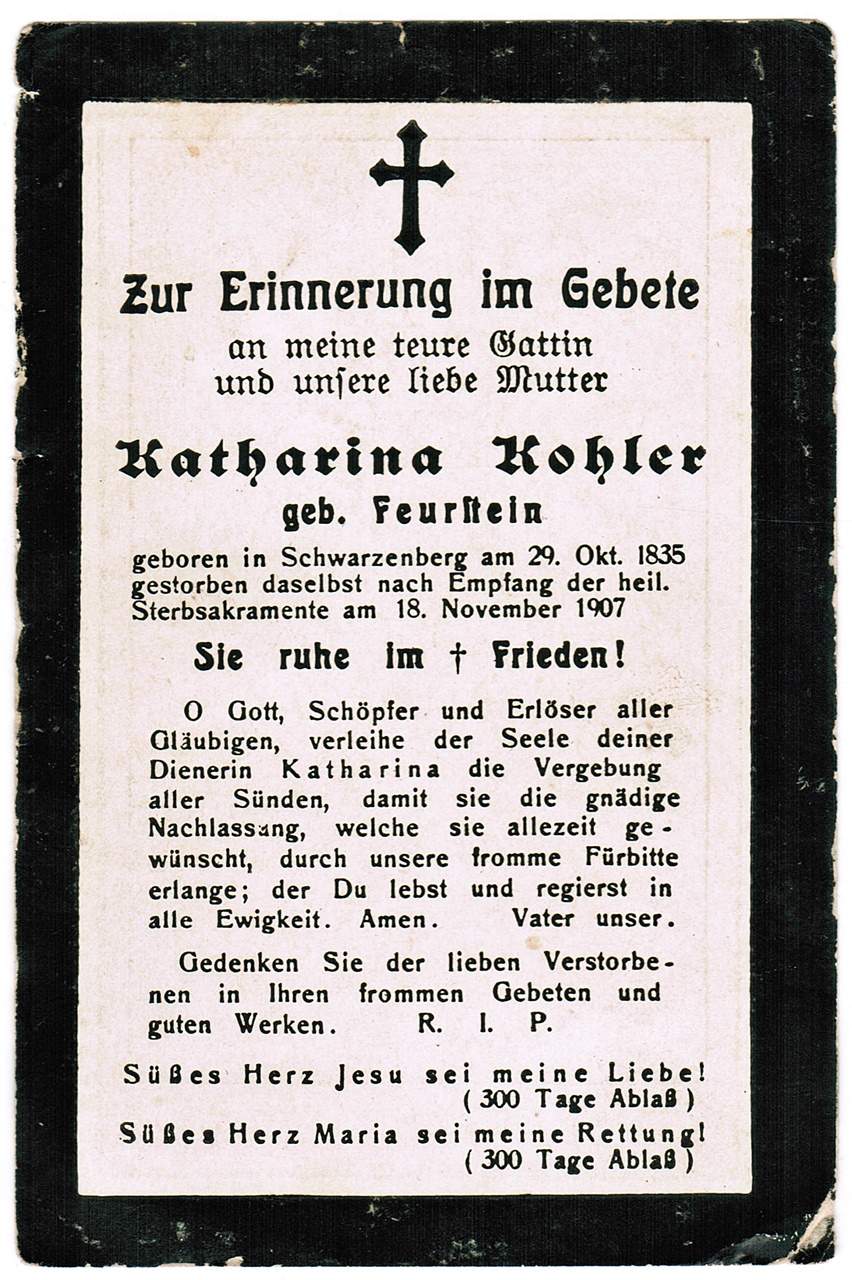 Zur Erinnerung im Gebete
an meine teure Gattin
und unsere liebe Mutter
Katharina Kohler
geb. Feurstein
geboren in Schwarzenberg am 29. Okt. 1835
gestorben daselbst nach Empfang der heil.
Sterbsakramente am 18. November 1907
Sie ruhe im † Frieden!
O Gott, Schöpfer und Erlöser aller
Gläubigen, verleihe der Seele deiner
Dienerin Katharina die Vergebung
aller Sünden, damit sie die gnädige
Nachlassung, welche sie allezeit ge-
wünscht, durch unsere fromme Fürbitte
erlange; der Du lebst und regierst in
alle Ewigkeit. Amen. Vater unser.
Gedenken Sie der lieben Verstorbe-
nen in Ihren frommen Gebeten und
guten Werken. R. I. P.
Süßes Herz Jesu sei meine Liebe!
(300 Tage Ablaß)
Süßes Herz Maria sei meine Rettung!
(300 Tage Ablaß)